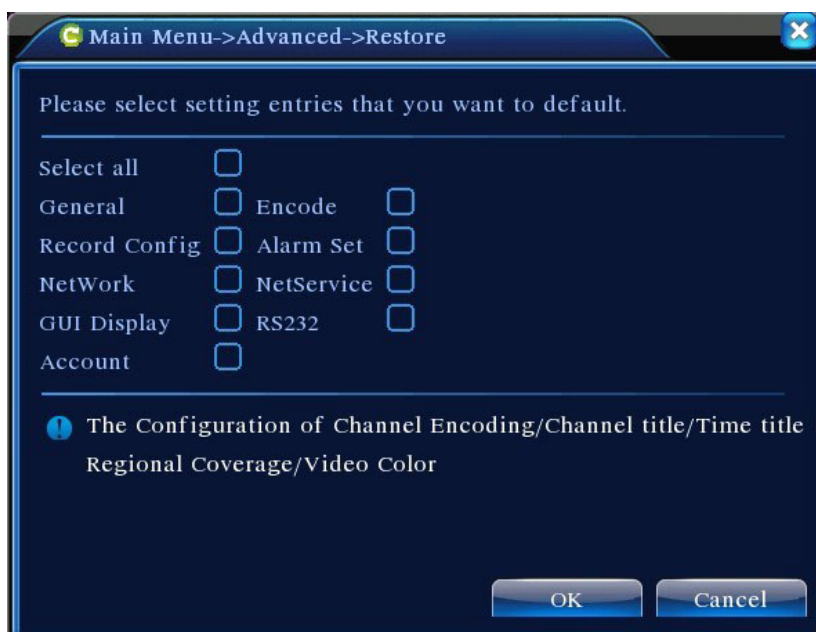 Main Menu->Advanced->Restore
Please select setting entries that you want to default.
Select all
General Encode
Record Config Alarm Set
NetWork NetService
GUI Display RS232
Account
The Configuration of Channel Encoding/Channel title/Time title
Regional Coverage/Video Color
OK Cancel